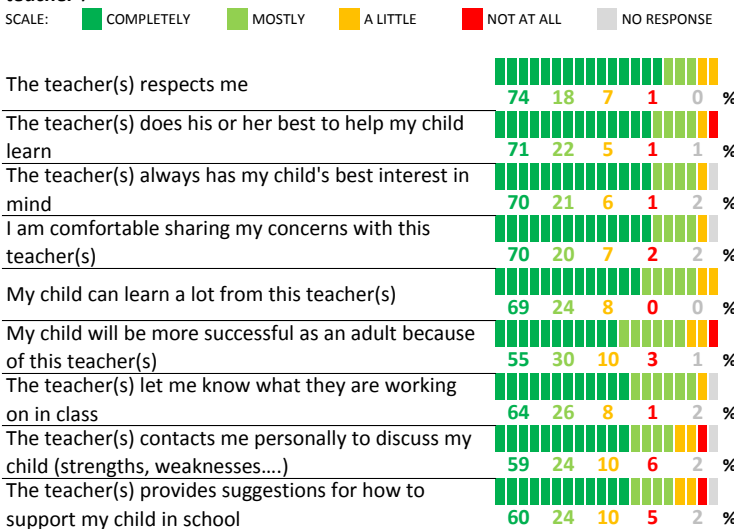 SCALE: COMPLETELY MOSTLY A LITTLE NOT AT ALL NO RESPONSE
The teacher(s) respects me
74 18 7 1 0 %
The teacher(s) does his or her best to help my child
learn
71 22 5 1 1 %
The teacher(s) always has my child's best interest in
mind
70 21 6 1 2 %
I am comfortable sharing my concerns with this
teacher(s)
70 20 7 2 2 %
My child can learn a lot from this teacher(s)
69 24 8 0 0 %
My child will be more successful as an adult because
of this teacher(s)
55 30 10 3 1 %
The teacher(s) let me know what they are working
on in class
64 26 8 1 2 %
The teacher(s) contacts me personally to discuss my
child (strengths, weaknesses....)
59 24 10 6 2 %
The teacher(s) provides suggestions for how to
support my child in school
60 24 10 5 2 %